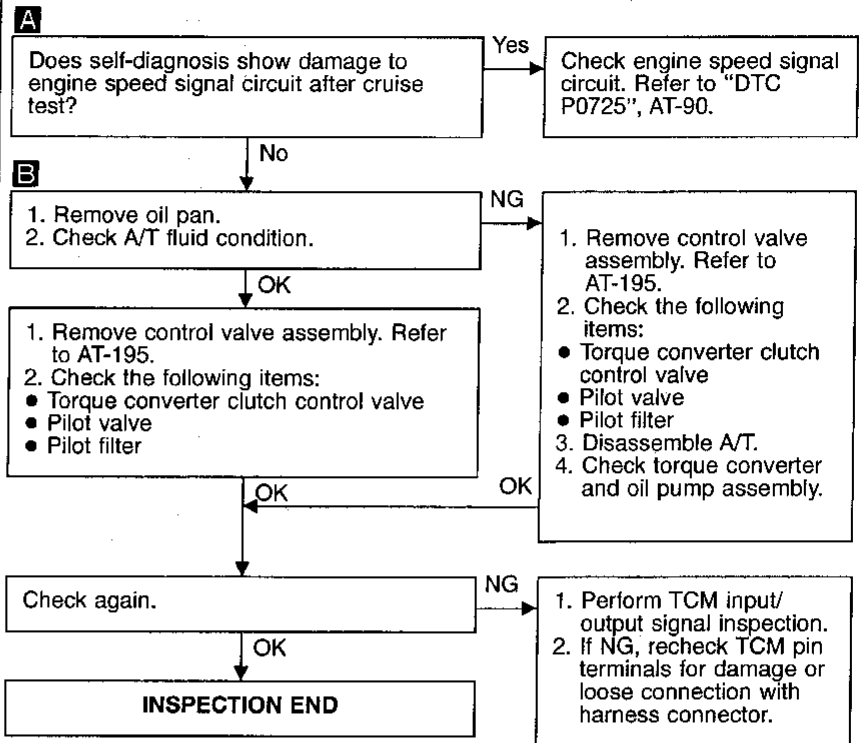 A
Does self-diagnosis show damage to
engine speed signal circuit after cruise
test?
Yes
Check engine speed signal
circuit. Refer to "DTC
P0725", AT-90.
No
B
1. Remove oil pan.
2. Check A/T fluid condition.
NG
1. Remove control valve
assembly. Refer to
AT-195.
2. Check the following
items:
● Torque converter clutch
control valve
● Pilot valve
● Pilot filter
3. Disassemble A/T.
4. Check torque converter
and oil pump assembly.
OK
1. Remove control valve assembly. Refer
to AT-195.
2. Check the following items:
● Torque converter clutch control valve
● Pilot valve
● Pilot filter
OK
OK
Check again.
NG
1. Perform TCM input/
output signal inspection.
2. If NG, recheck TCM pin
terminals for damage or
loose connection with
harness connector.
OK
INSPECTION END